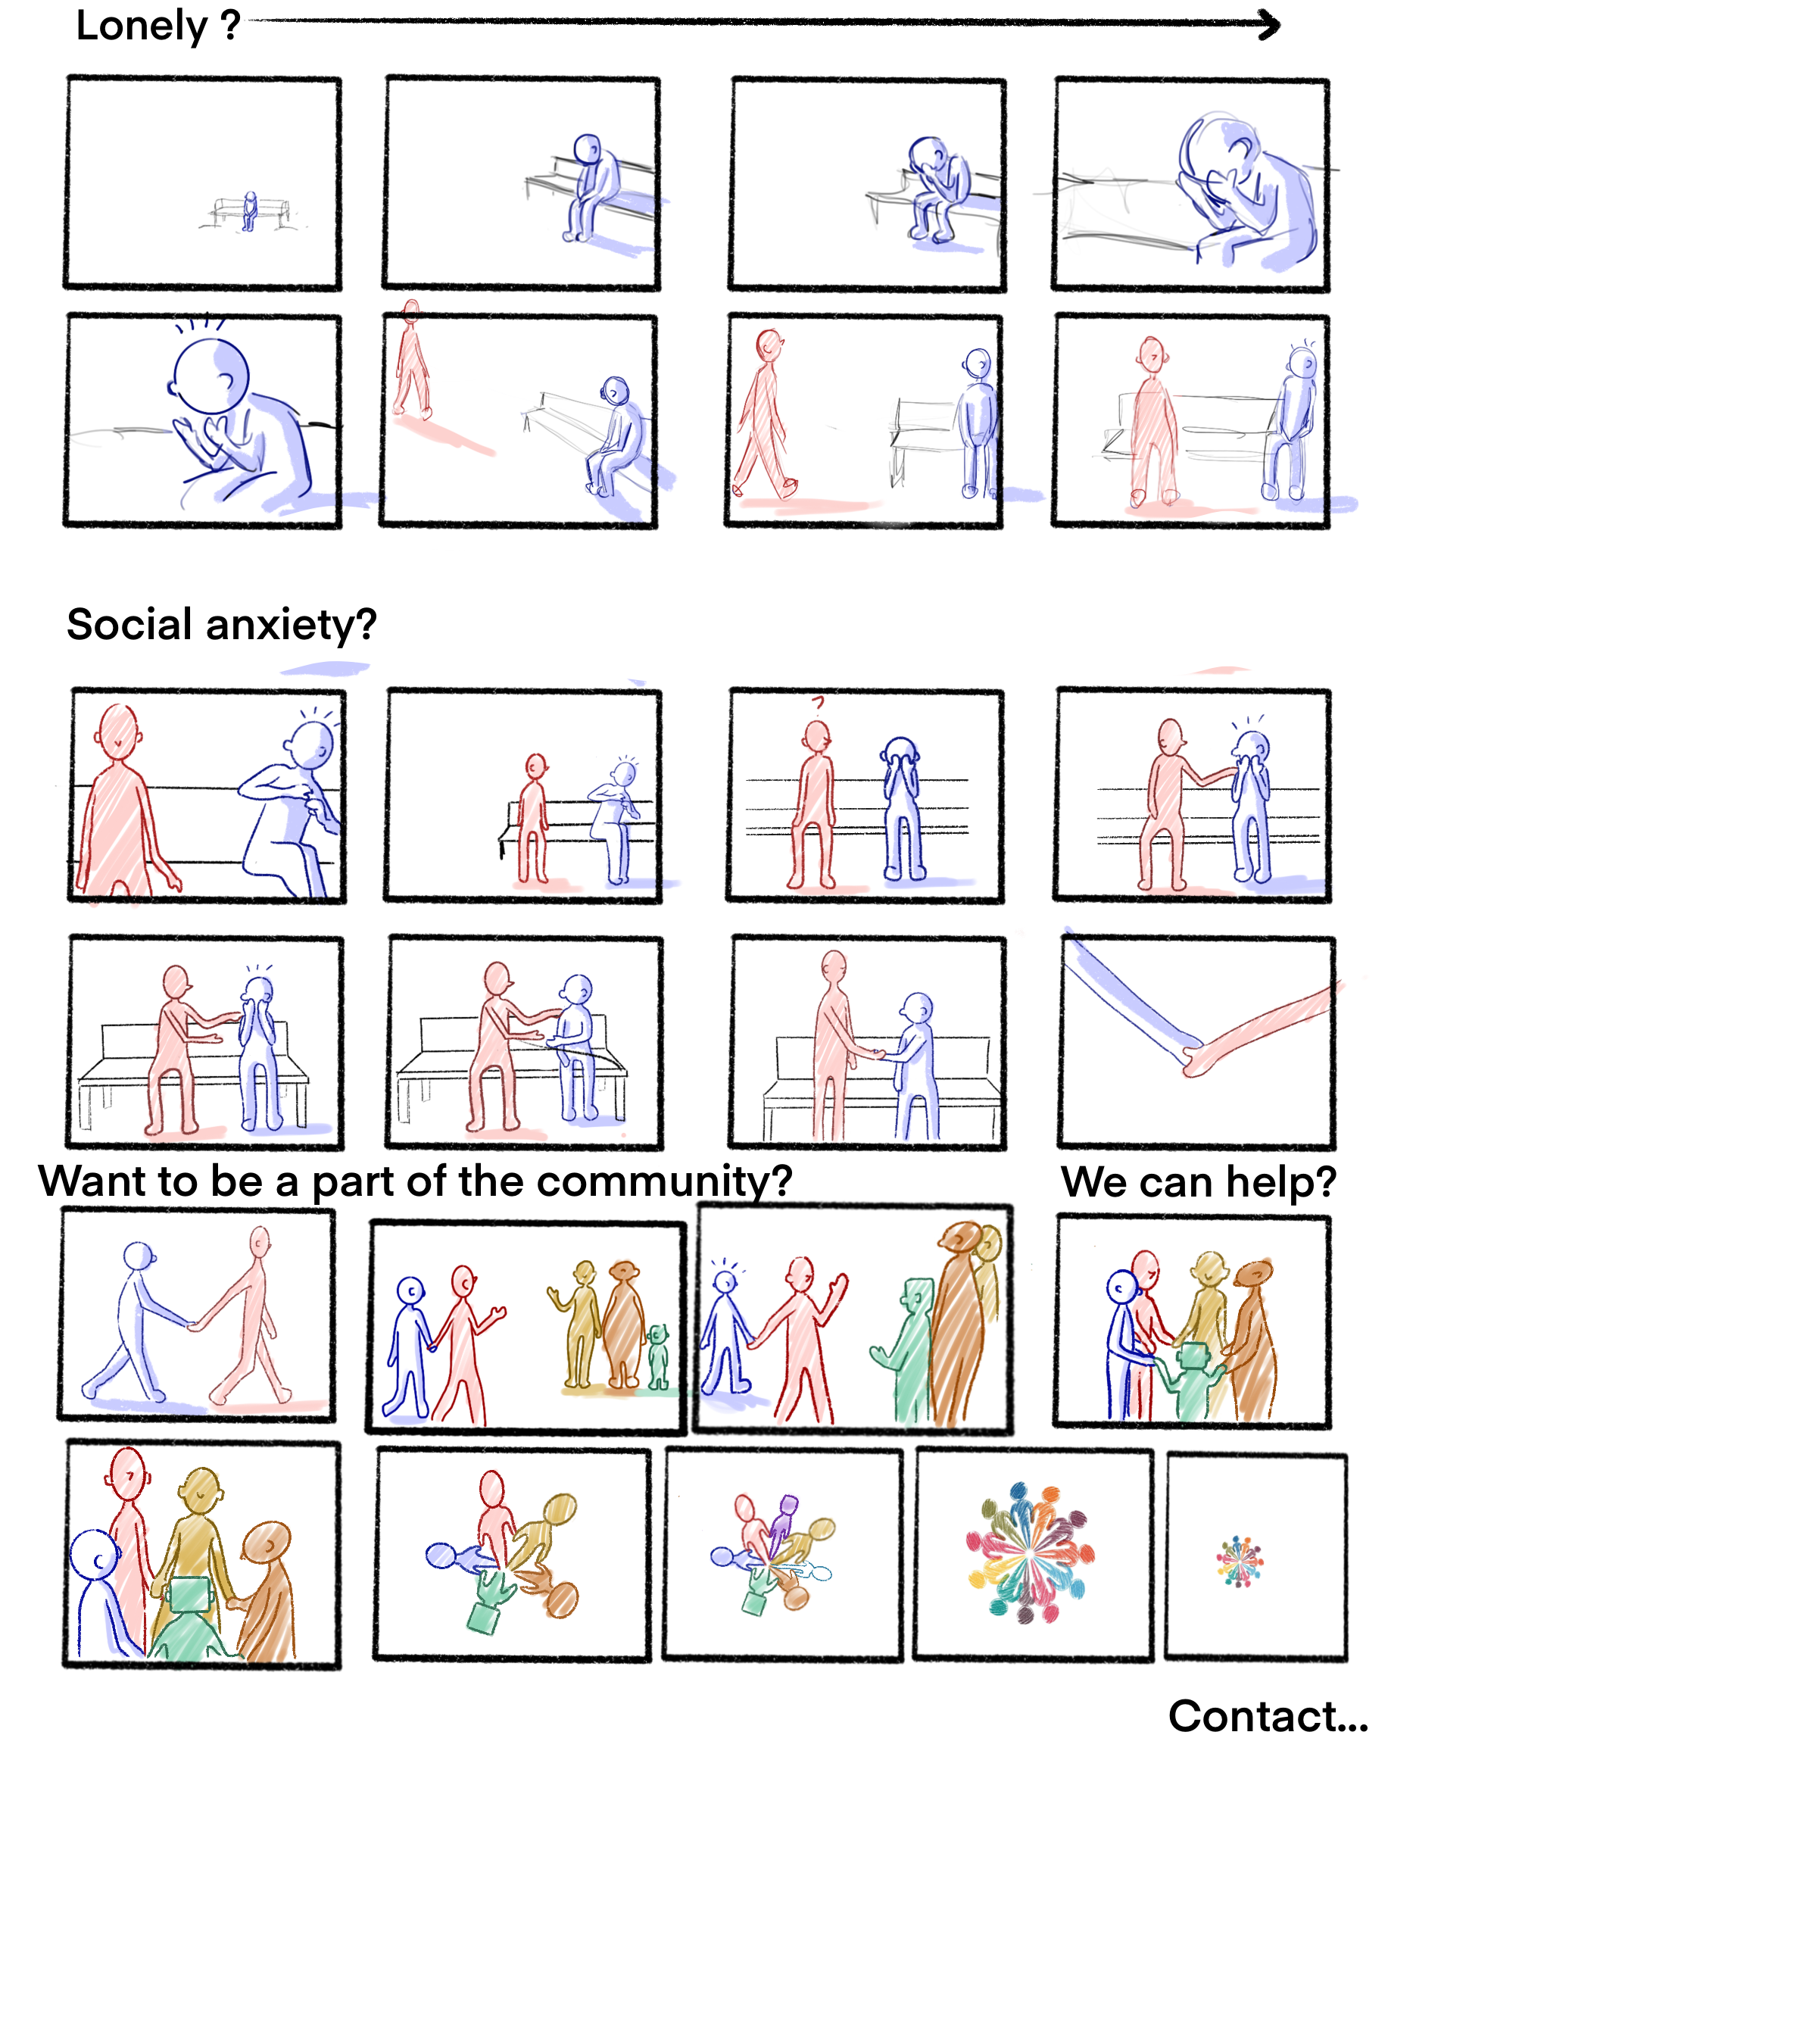 Lonely ?
Social anxiety?
Want to be a part of the community?
We can help?
Contact...